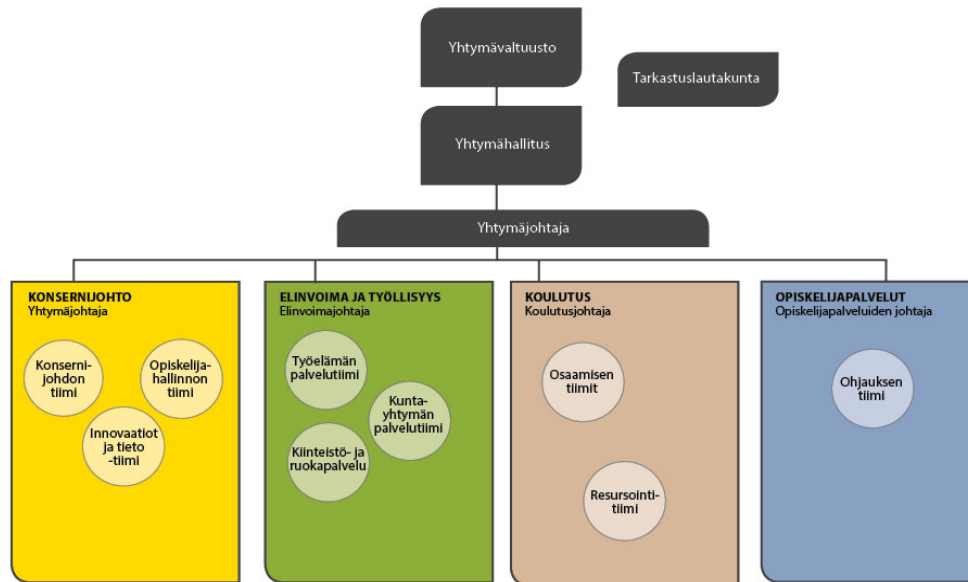 Yhtymävaltuusto
Tarkastuslautakunta
Yhtymähallitus
Yhtymäjohtaja
KONSERNIJOHTO
Yhtymäjohtaja
Konserni-
johdon
tiimi
Opiskelija-
hallinnon
tiimi
Innovaatiot
ja tieto
-tiimi
ELINVOIMA JA TYÖLLISYYS
Elinvoimajohtaja
Työelämän
palvelutiimi
Kunta-
yhtymän
palvelutiimi
Kiinteistö- ja
ruokapalvelu
KOULUTUS
Koulutusjohtaja
Osaamisen
tiimit
Resursointi-
tiimi
OPISKELIJAPALVELUT
Opiskelijapalveluiden johtaja
Ohjauksen
tiimi